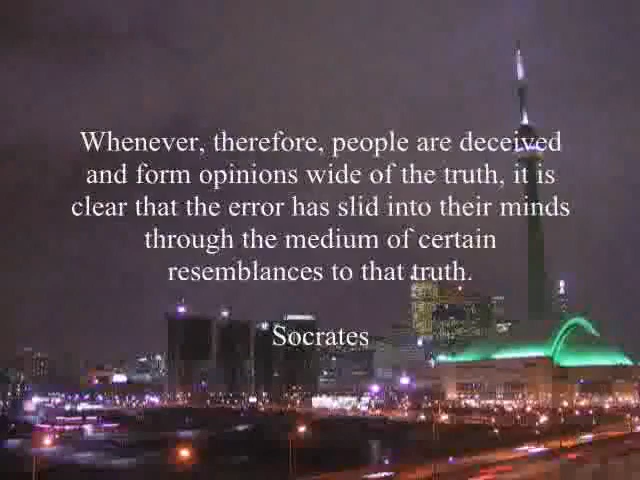 Whenever, therefore, people are deceived
and form opinions wide of the truth, it is
clear that the error has slid into their minds
through the medium of certain
resemblances to that truth.
Socrates